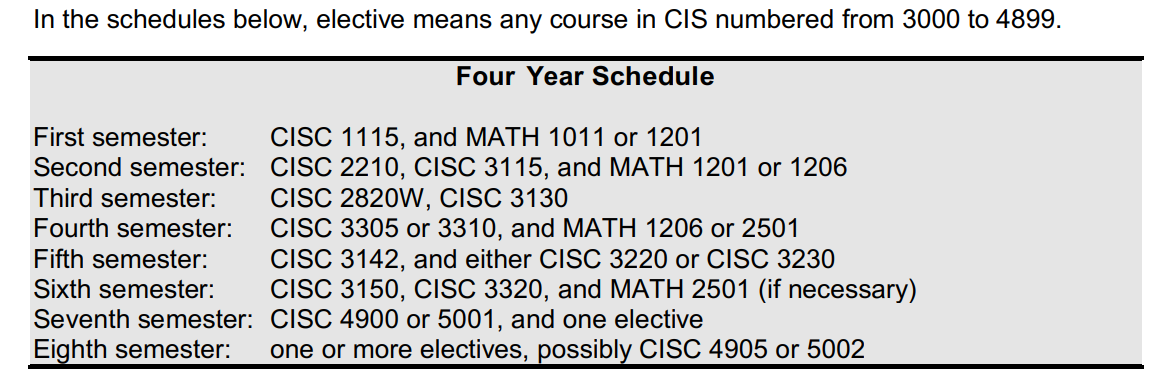 In the schedules below, elective means any course in CIS numbered from 3000 to 4899.
Four Year Schedule
First semester: CISC 1115, and MATH 1011 or 1201
Second semester: CISC 2210, CISC 3115, and MATH 1201 or 1206
Third semester: CISC 2820W, CISC 3130
Fourth semester: CISC 3305 or 3310, and MATH 1206 or 2501
Fifth semester: CISC 3142, and either CISC 3220 or CISC 3230
Sixth semester: CISC 3150, CISC 3320, and MATH 2501 (if necessary)
Seventh semester: CISC 4900 or 5001, and one elective
Eighth semester: one or more electives, possibly CISC 4905 or 5002